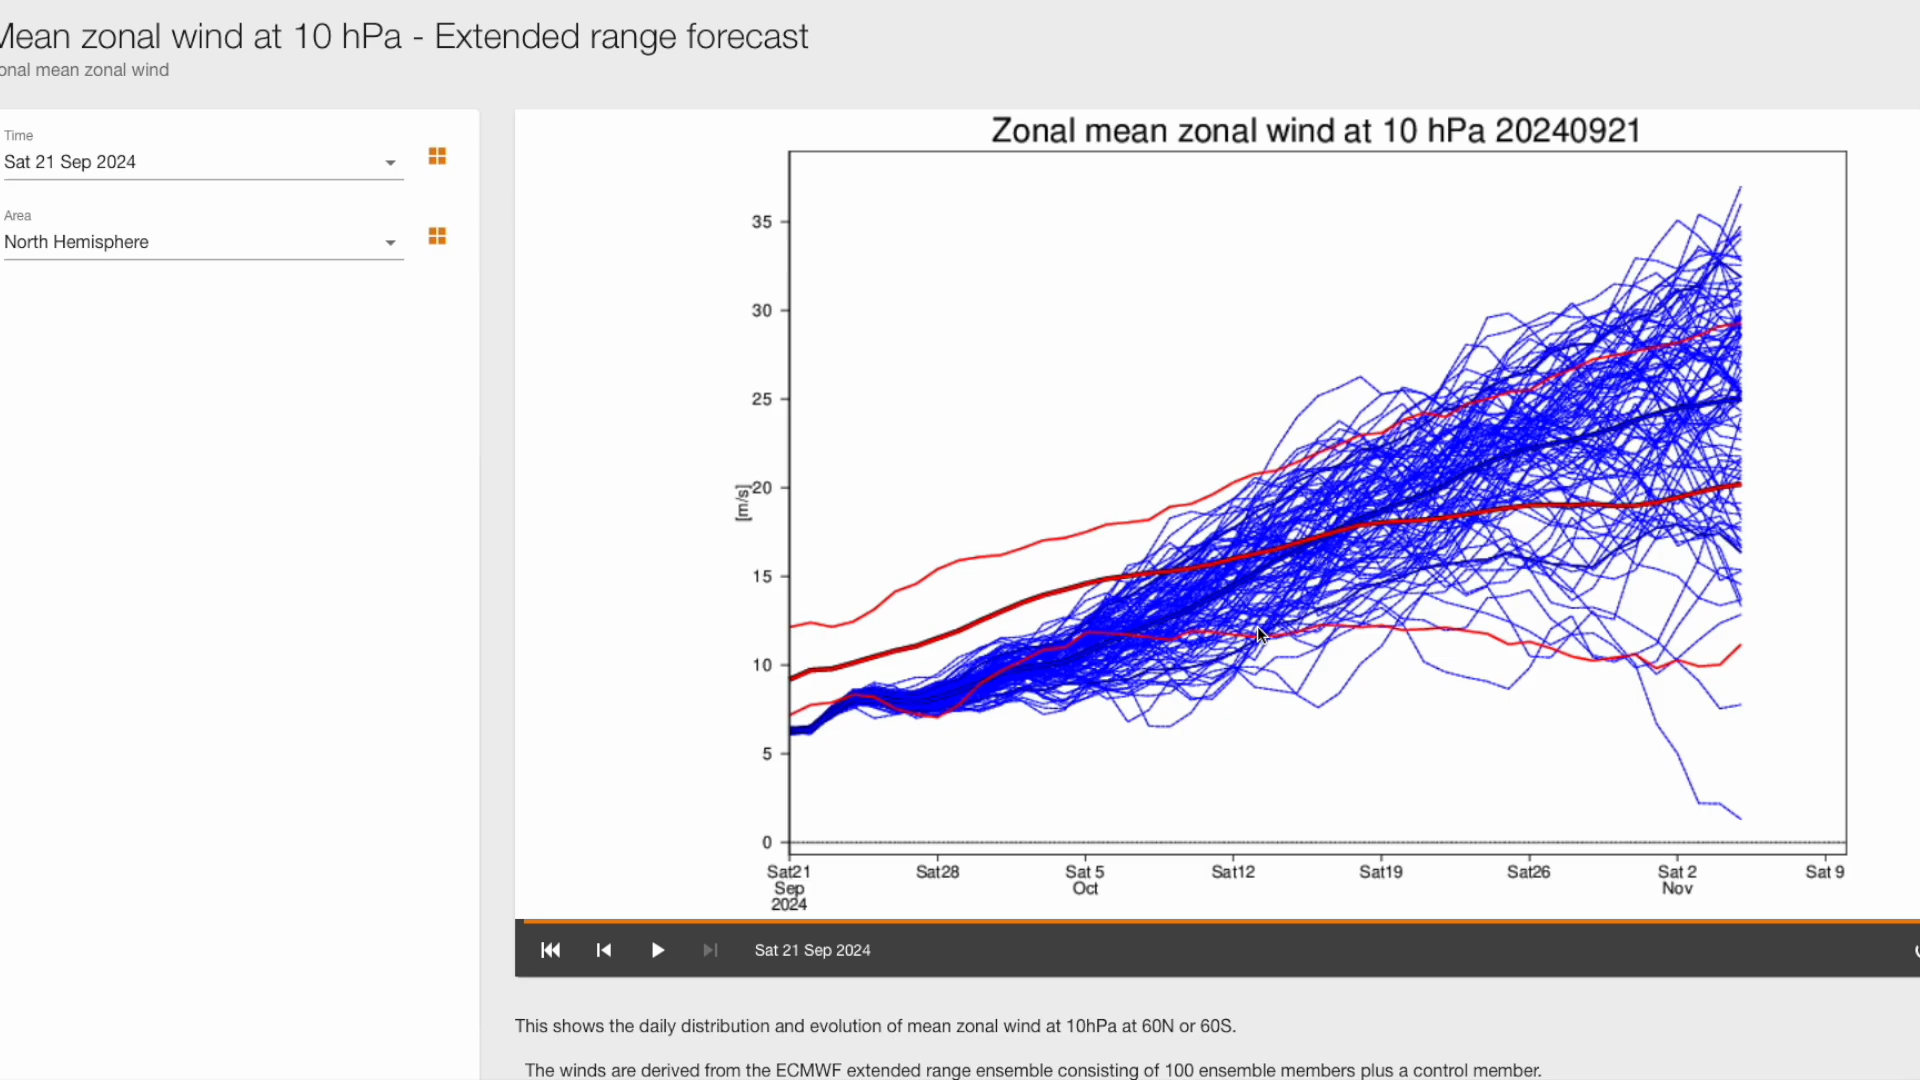 Mean zonal wind at 10 hPa - Extended range forecast
onal mean zonal wind
Time
Sat 21 Sep 2024
Area
North Hemisphere
Zonal mean zonal wind at 10 hPa 20240921
35
30
25
20
15
10
5
0
[m/s]
Sat21
Sep
2024
Sat28
Sat 5
Oct
Sat12
Sat19
Sat26
Sat 2
Nov
Sat 9
Sat 21 Sep 2024
This shows the daily distribution and evolution of mean zonal wind at 10hPa at 60N or 60S.
The winds are derived from the ECMWF extended range ensemble consisting of 100 ensemble members plus a control member.